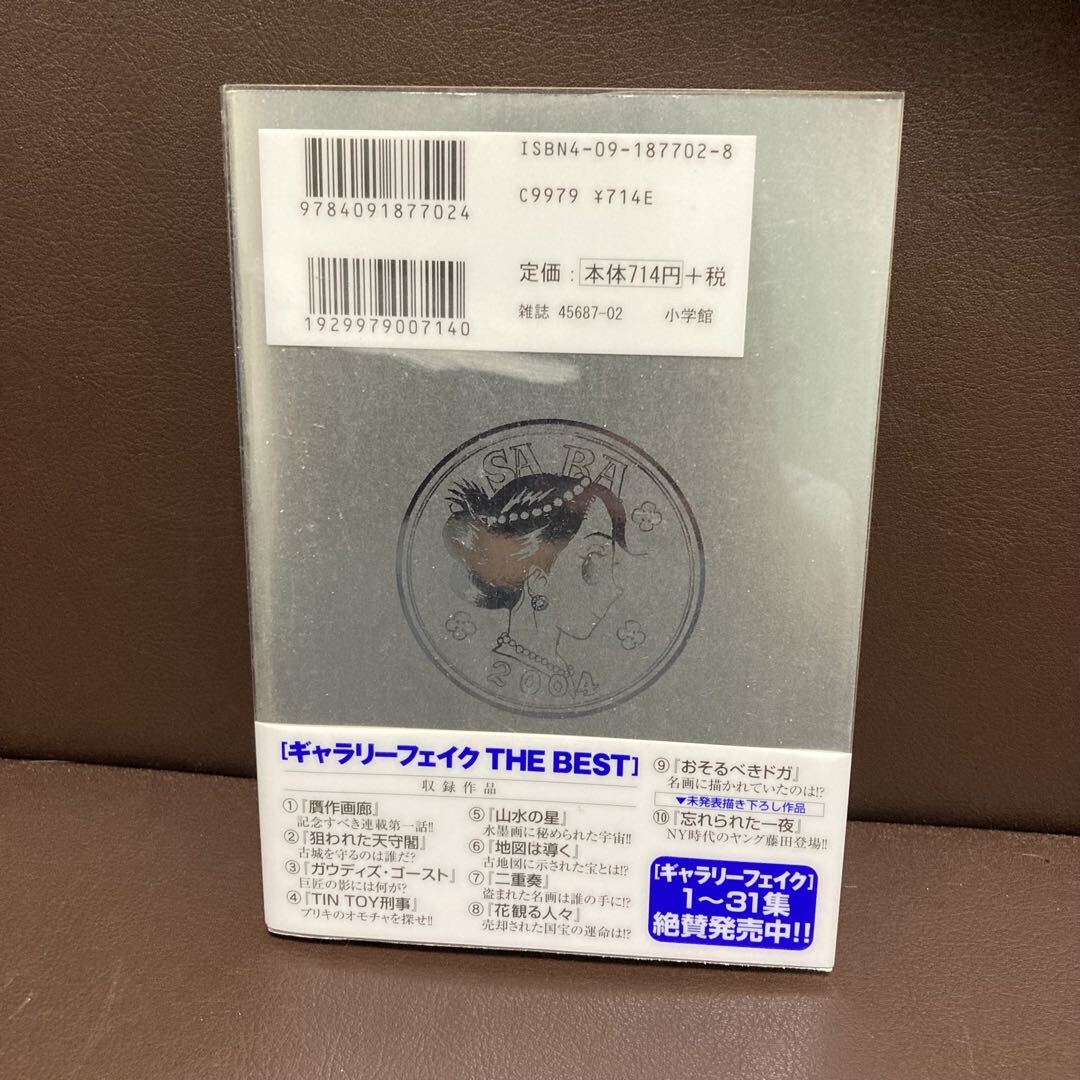 ISBN4-09-187702-8
9784091877024
C9979 ¥714E
定価：本体714円＋税
1929979007140
雑誌 45687-02 小学館
SABA
2004
［ギャラリーフェイク THE BEST］
収録作品
①『贋作画廊』
記念すべき連載第一話!!
②『狙われた天守閣』
古城を守るのは誰だ?
③『ガウディズ・ゴースト』
巨匠の影には何が?
④『TIN TOY刑事』
ブリキのオモチャを探せ!!
⑤『山水の星』
水墨画に秘められた宇宙!!
⑥『地図は導く』
古地図に示された宝とは!?
⑦『二重奏』
盗まれた名画は誰の手に!?
⑧『花観る人々』
売却された国宝の運命は!?
⑨『おそるべきドガ』
名画に描かれていたのは!?
▼未発表描き下ろし作品
⑩『忘れられた一夜』
NY時代のヤング藤田登場!!
［ギャラリーフェイク］
1〜31集
絶賛発売中!!